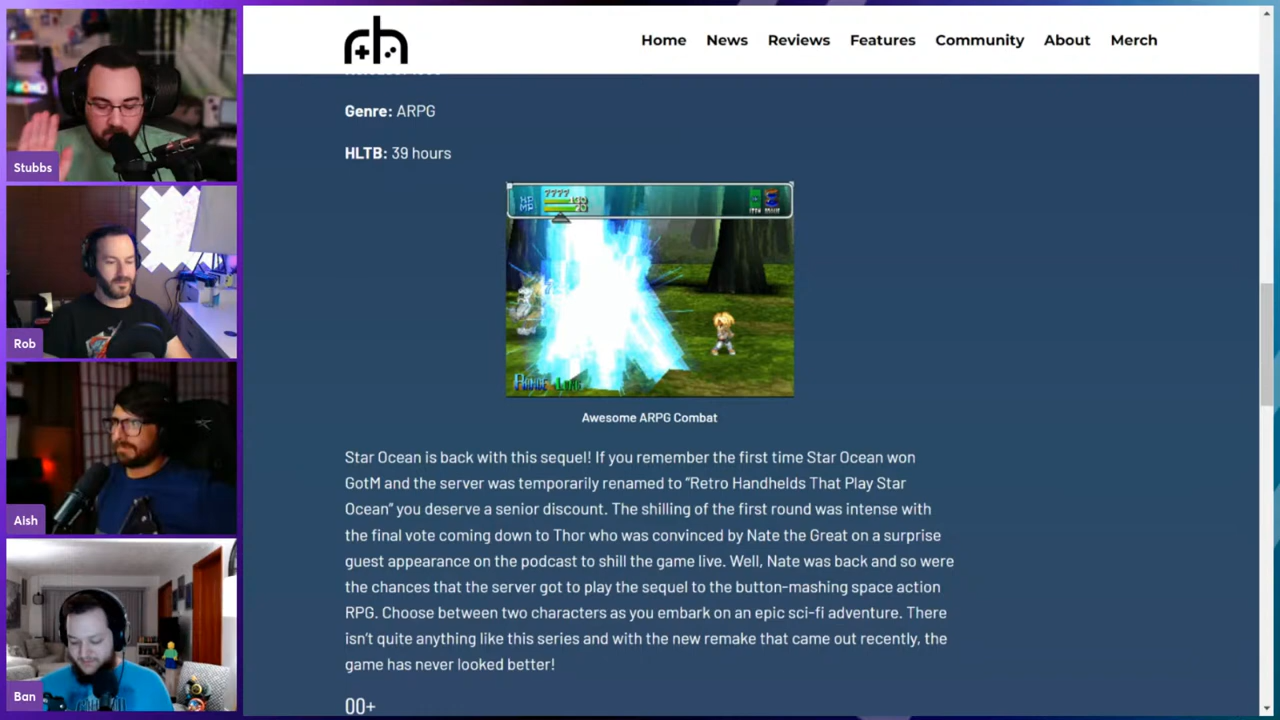 Home News Reviews Features Community About Merch
Genre: ARPG
HLTB: 39 hours
7777
Awesome ARPG Combat
Star Ocean is back with this sequel! If you remember the first time Star Ocean won
GotM and the server was temporarily renamed to “Retro Handhelds That Play Star
Ocean” you deserve a senior discount. The shilling of the first round was intense with
the final vote coming down to Thor who was convinced by Nate the Great on a surprise
guest appearance on the podcast to shill the game live. Well, Nate was back and so were
the chances that the server got to play the sequel to the button-mashing space action
RPG. Choose between two characters as you embark on an epic sci-fi adventure. There
isn’t quite anything like this series and with the new remake that came out recently, the
game has never looked better!
00+
Stubbs
Rob
Aish
Ban